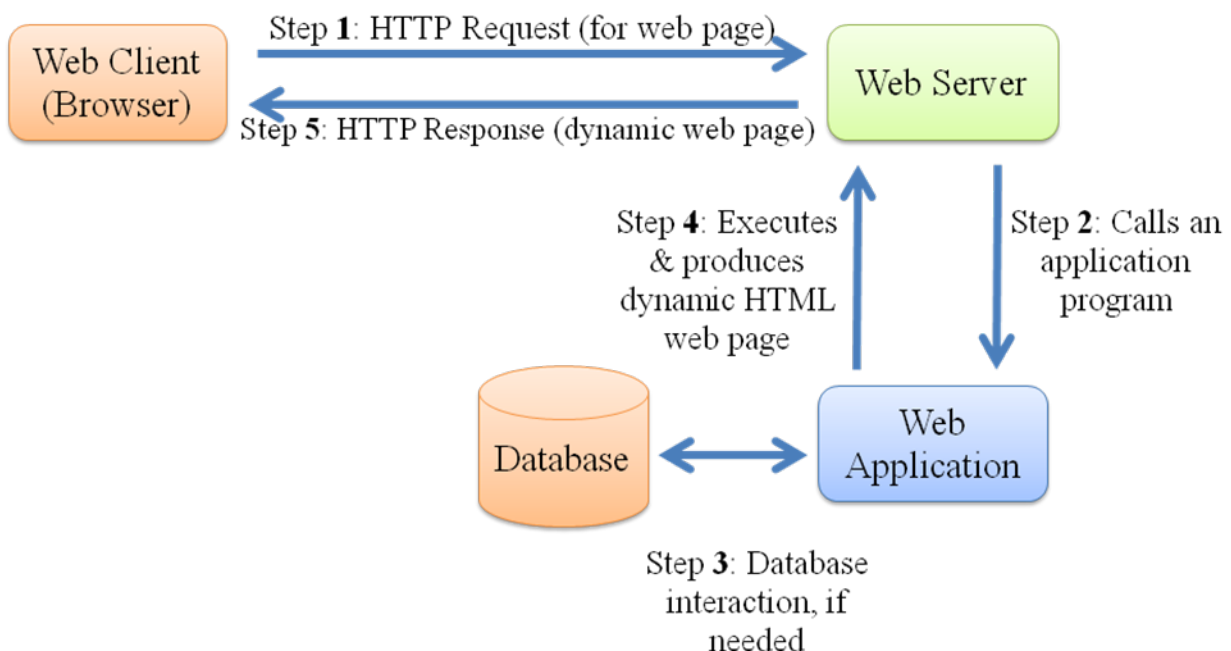 Step 1: HTTP Request (for web page)
Web Client
(Browser)
Web Server
Step 5: HTTP Response (dynamic web page)
Step 4: Executes
& produces
dynamic HTML
web page
Step 2: Calls an
application
program
Database
Web
Application
Step 3: Database
interaction, if
needed